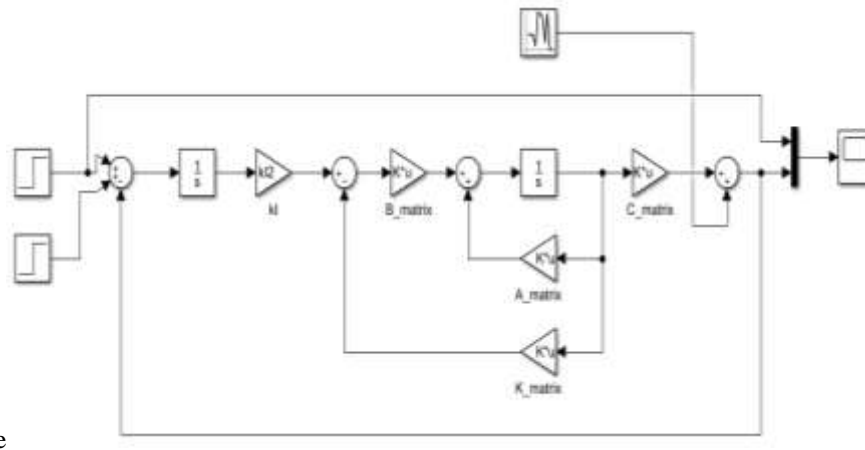 1
s
kI2
kI
K*u
B_matrix
1
s
K*u
C_matrix
K*u
A_matrix
K*u
K_matrix
e